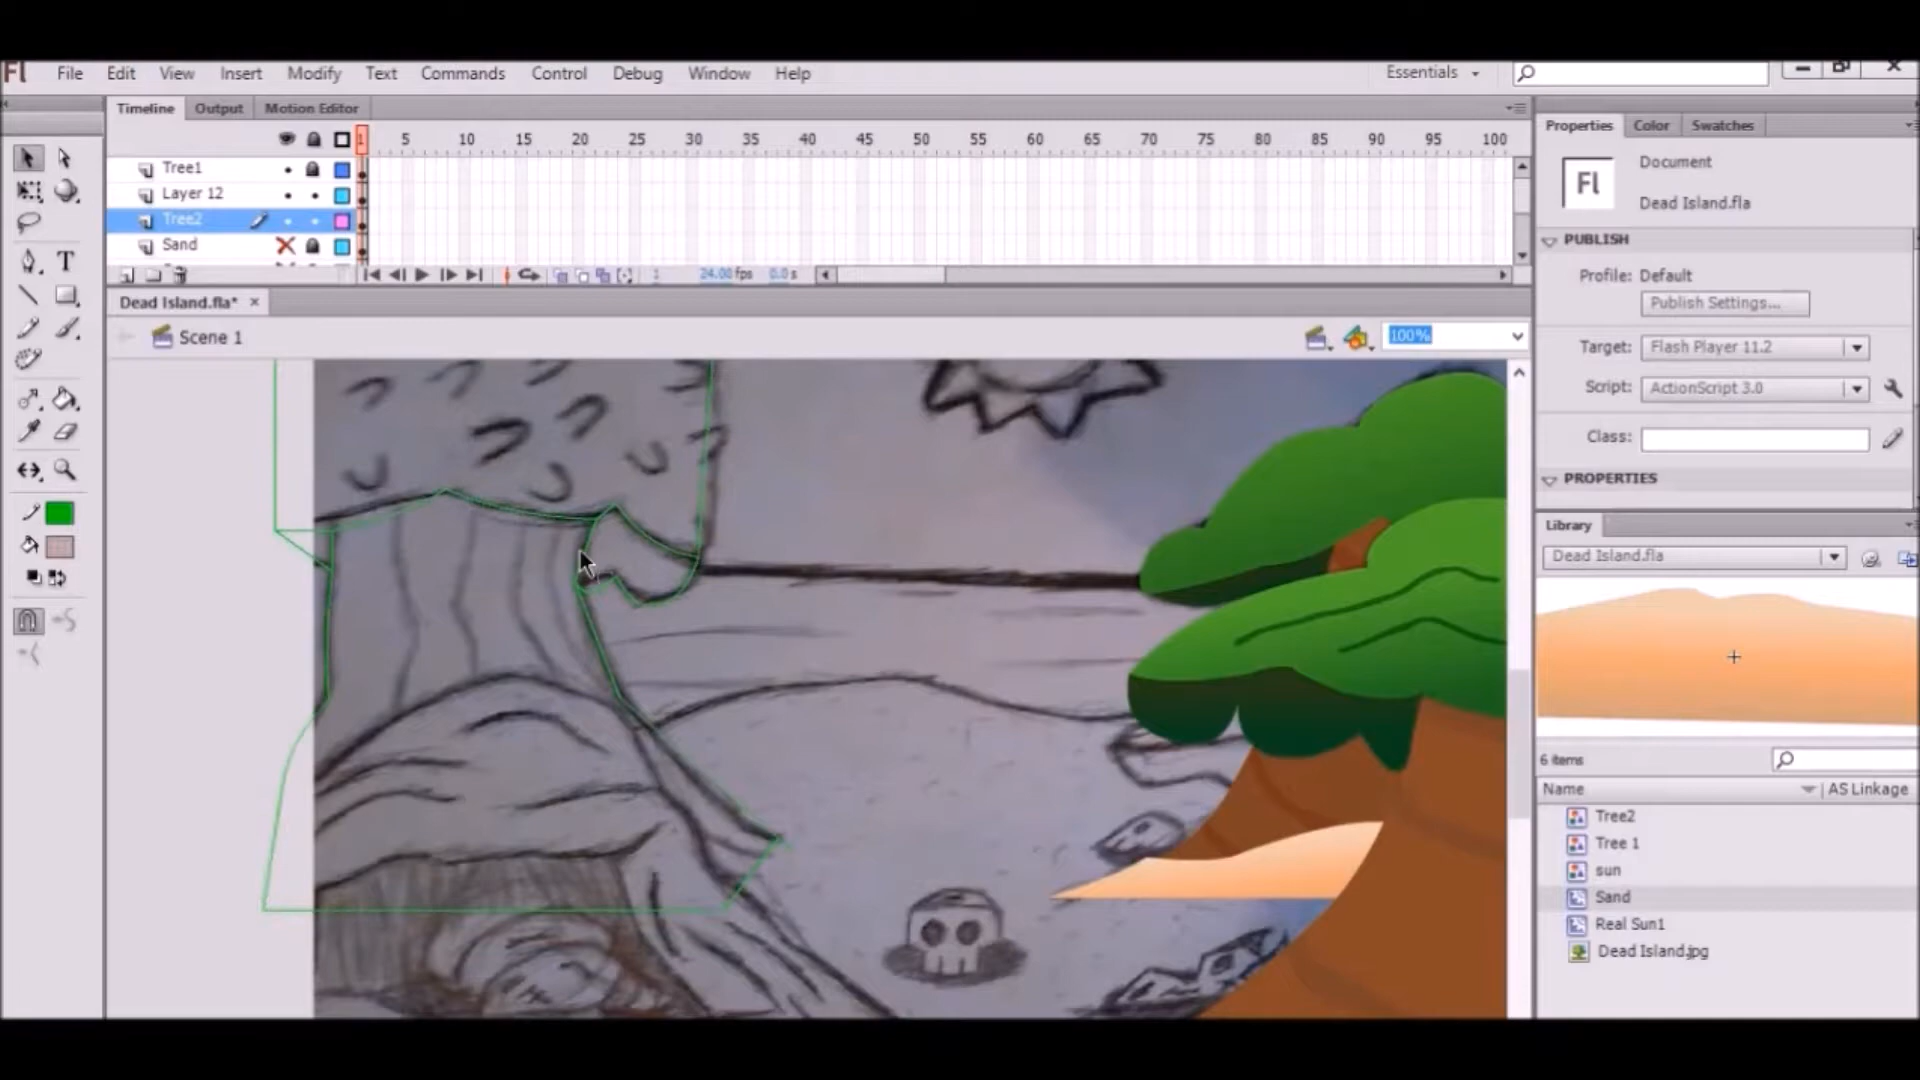 Fl File Edit View Insert Modify Text Commands Control Debug Window Help Essentials
Timeline Output Motion Editor
1 5 10 15 20 25 30 35 40 45 50 55 60 65 70 75 80 85 90 95 100
Tree1
Layer 12
Tree2
Sand
1 24.00 fps 0.0 s
Dead Island.fla*
Scene 1
100%
Properties Color Swatches
Fl
Document
Dead Island.fla
PUBLISH
Profile: Default
Publish Settings...
Target: Flash Player 11.2
Script: ActionScript 3.0
Class:
PROPERTIES
Library
Dead Island.fla
6 items
Name AS Linkage
Tree2
Tree 1
sun
Sand
Real Sun1
Dead Island.jpg
T